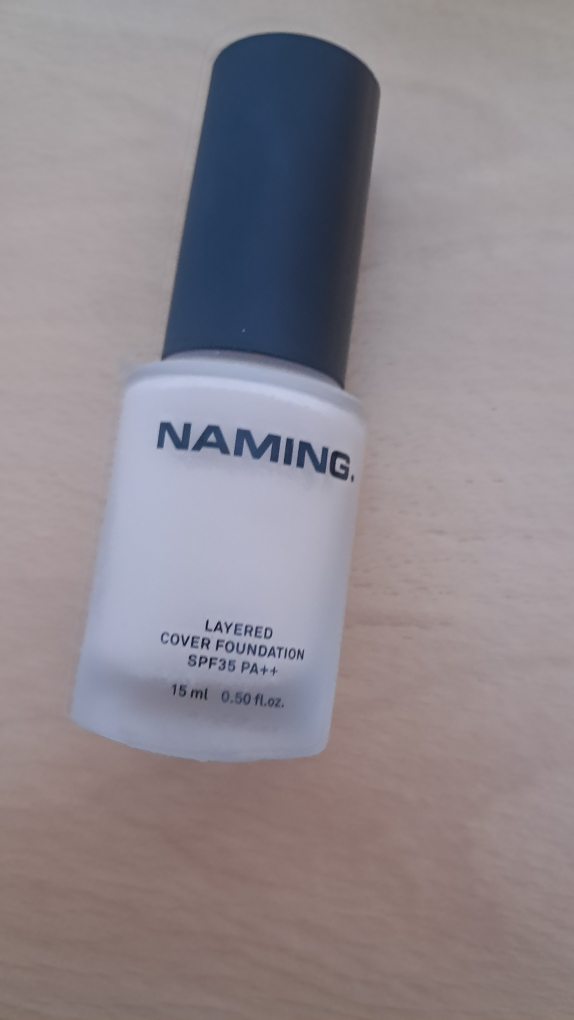 NAMING.
LAYERED
COVER FOUNDATION
SPF35 PA++
15 ml 0.50 fl.oz.